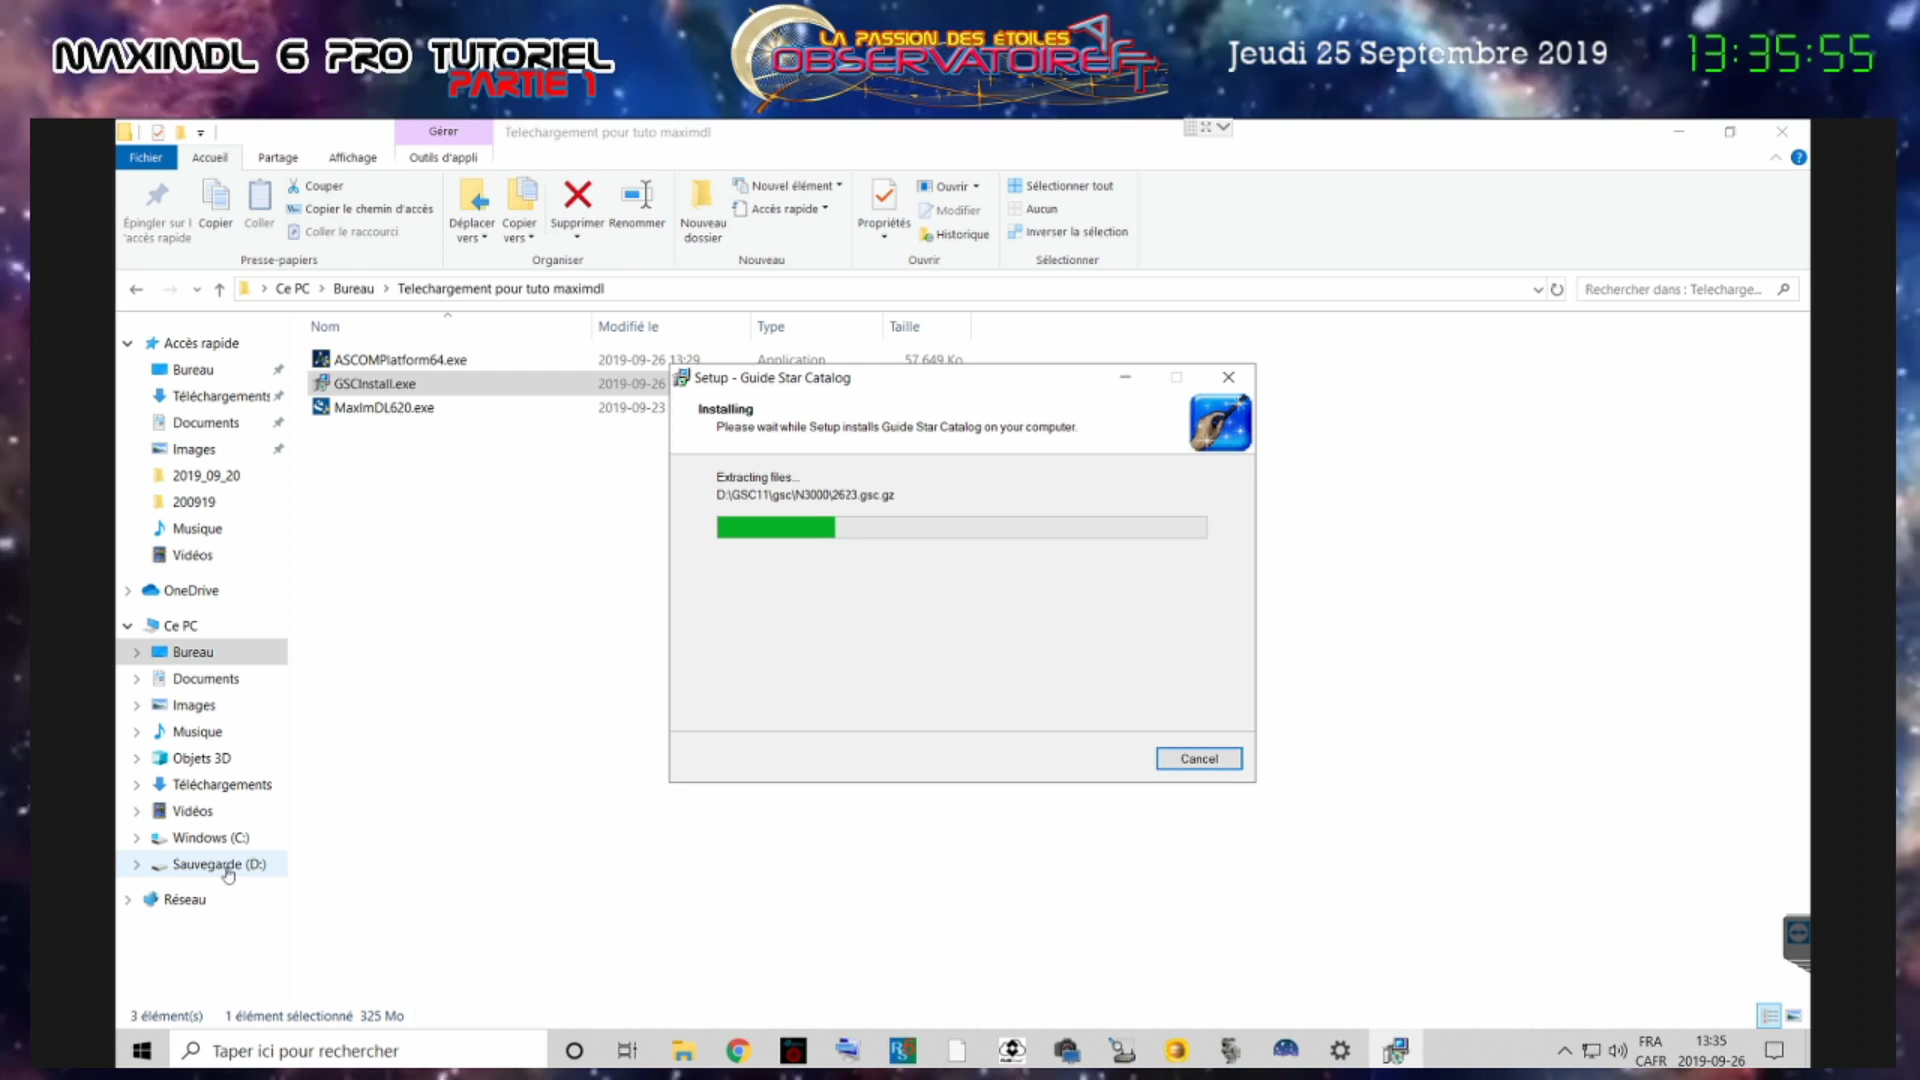 MAXIMDL 6 PRO TUTORIEL
PARTIE 1
LA PASSION DES ÉTOILES
OBSERVATOIRE AFT
Jeudi 25 Septembre 2019
13:35:55
Gérer
Telechargement pour tuto maximdl
Fichier
Accueil
Partage
Affichage
Outils d'appli
Épingler sur l
'accès rapide
Copier
Coller
Couper
Copier le chemin d'accès
Coller le raccourci
Presse-papiers
Déplacer
vers
Copier
vers
Supprimer
Renommer
Organiser
Nouveau
dossier
Nouvel élément
Accès rapide
Nouveau
Propriétés
Ouvrir
Modifier
Historique
Ouvrir
Sélectionner tout
Aucun
Inverser la sélection
Sélectionner
Ce PC
Bureau
Telechargement pour tuto maximdl
Rechercher dans : Telecharge...
Nom
Modifié le
Type
Taille
ASCOMPlatform64.exe
2019-09-26 13:29
Application
57 649 Ko
GSCInstall.exe
2019-09-26
MaxImDL620.exe
2019-09-23
Accès rapide
Bureau
Téléchargements
Documents
Images
2019_09_20
200919
Musique
Vidéos
OneDrive
Ce PC
Bureau
Documents
Images
Musique
Objets 3D
Téléchargements
Vidéos
Windows (C:)
Sauvegarde (D:)
Réseau
Setup - Guide Star Catalog
Installing
Please wait while Setup installs Guide Star Catalog on your computer.
Extracting files...
D:\GSC11\gsc\N3000\2623.gsc.gz
Cancel
3 élément(s)
1 élément sélectionné 325 Mo
Taper ici pour rechercher
FRA
CAFR
13:35
2019-09-26